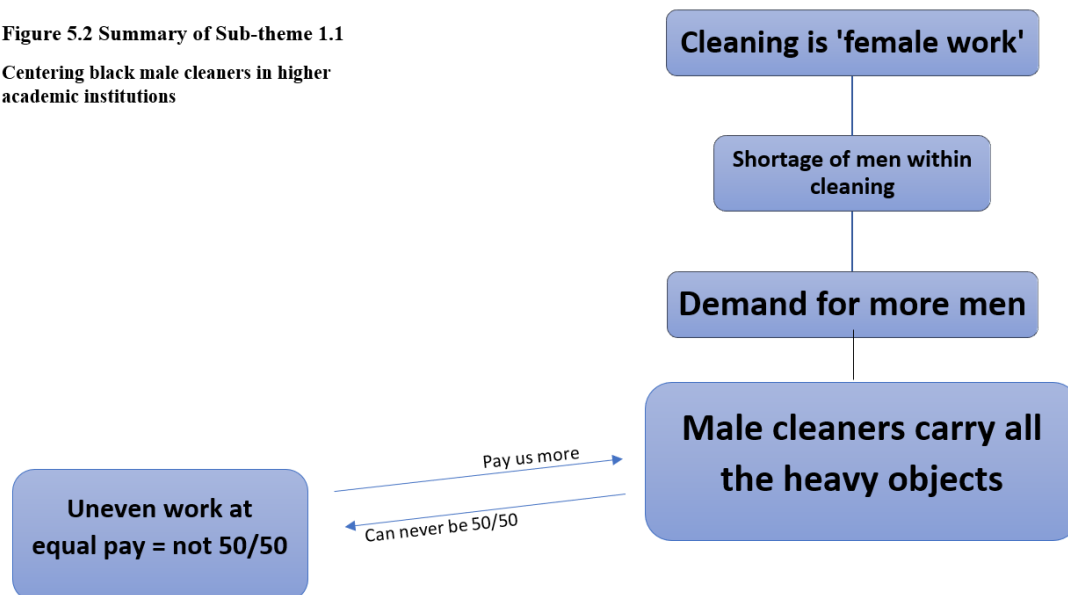 Figure 5.2 Summary of Sub-theme 1.1
Centering black male cleaners in higher
academic institutions
Cleaning is 'female work'
Shortage of men within
cleaning
Demand for more men
Male cleaners carry all
the heavy objects
Pay us more
Can never be 50/50
Uneven work at
equal pay = not 50/50